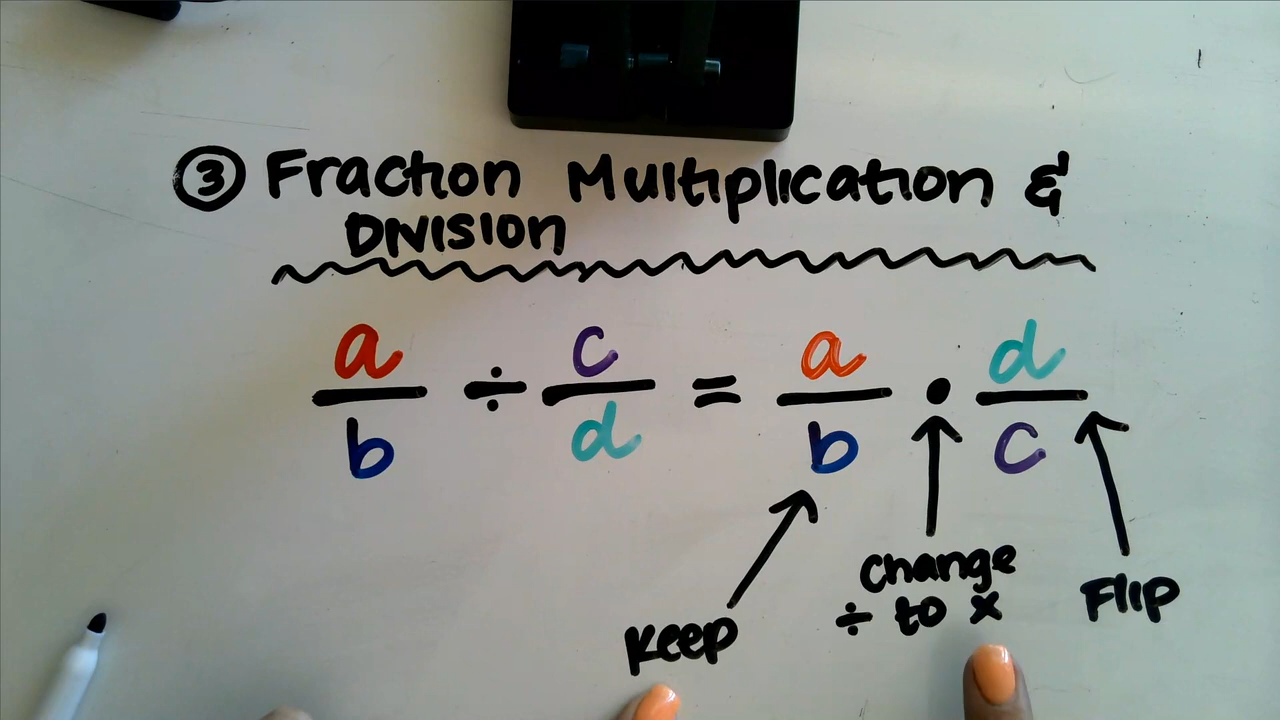 ③ Fraction Multiplication &
DIVISION
a/b ÷ c/d = a/b • d/c
Keep
change
÷ to x
Flip